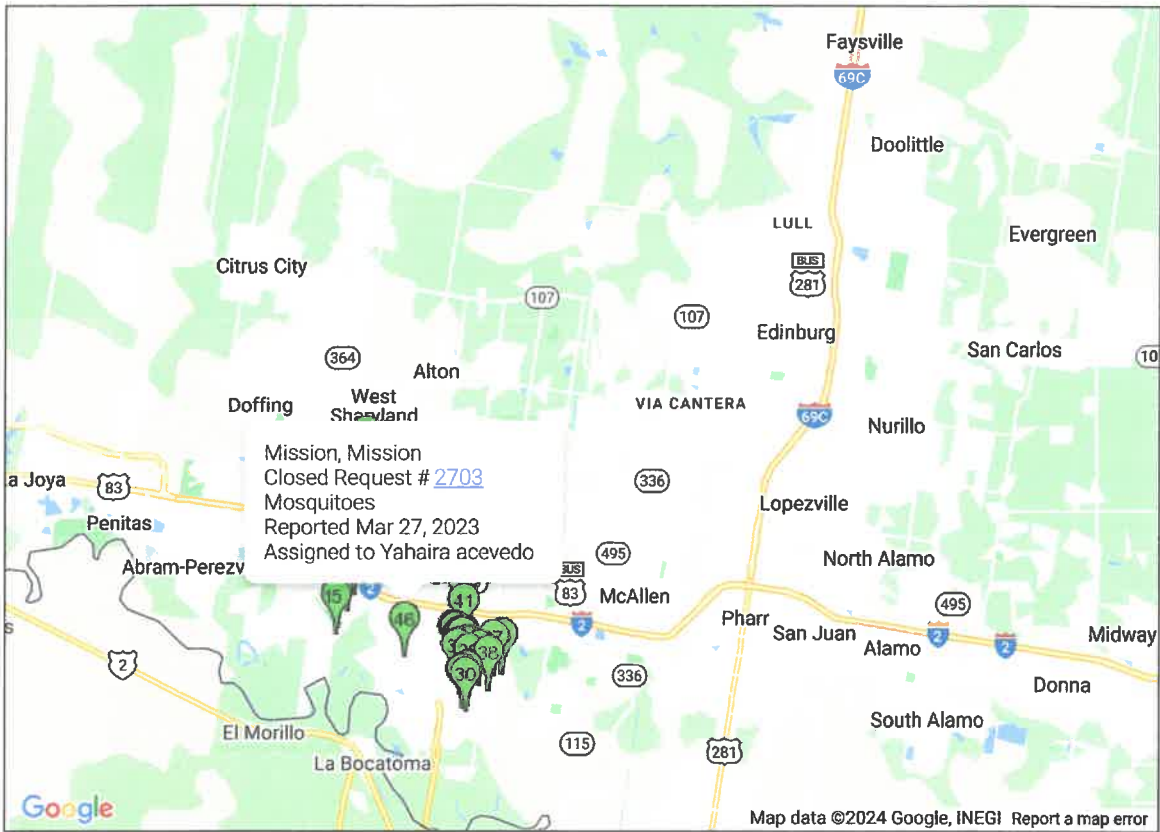 Faysville
69C
Doolittle
LULL
Evergreen
Citrus City
BUS
281
107
107
Edinburg
San Carlos
10
364
Alton
West
Sharyland
Doffing
VIA CANTERA
69C
Nurillo
Mission, Mission
Closed Request # 2703
Mosquitoes
Reported Mar 27, 2023
Assigned to Yahaira acevedo
a Joya
83
336
Lopezville
Penitas
495
North Alamo
Abram-Perezv
BUS
83
McAllen
15
2
41
46
2
Pharr
495
San Juan
2
2
Midway
Alamo
s
38
2
30
336
Donna
South Alamo
El Morillo
115
281
La Bocatoma
Google
Map data ©2024 Google, INEGI Report a map error